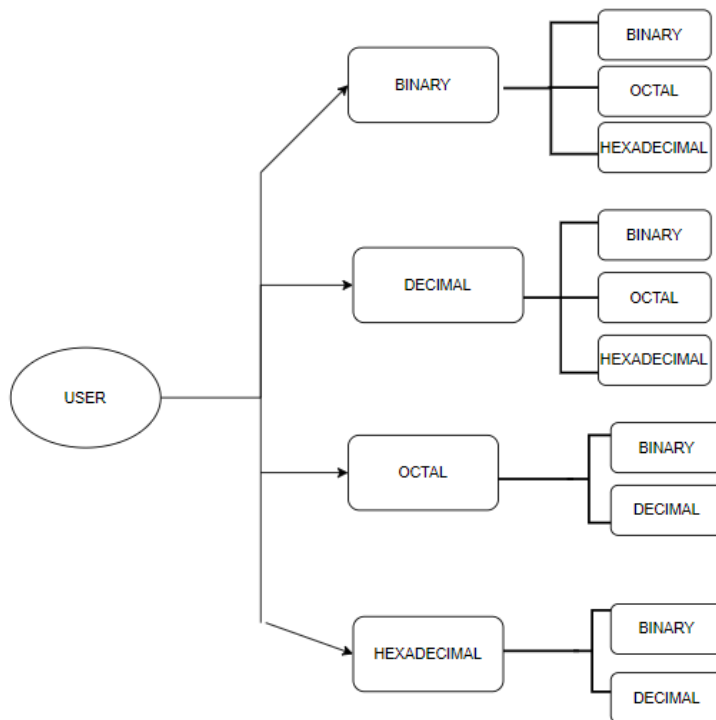 BINARY
BINARY
OCTAL
HEXADECIMAL
DECIMAL
BINARY
OCTAL
HEXADECIMAL
USER
OCTAL
BINARY
DECIMAL
HEXADECIMAL
BINARY
DECIMAL